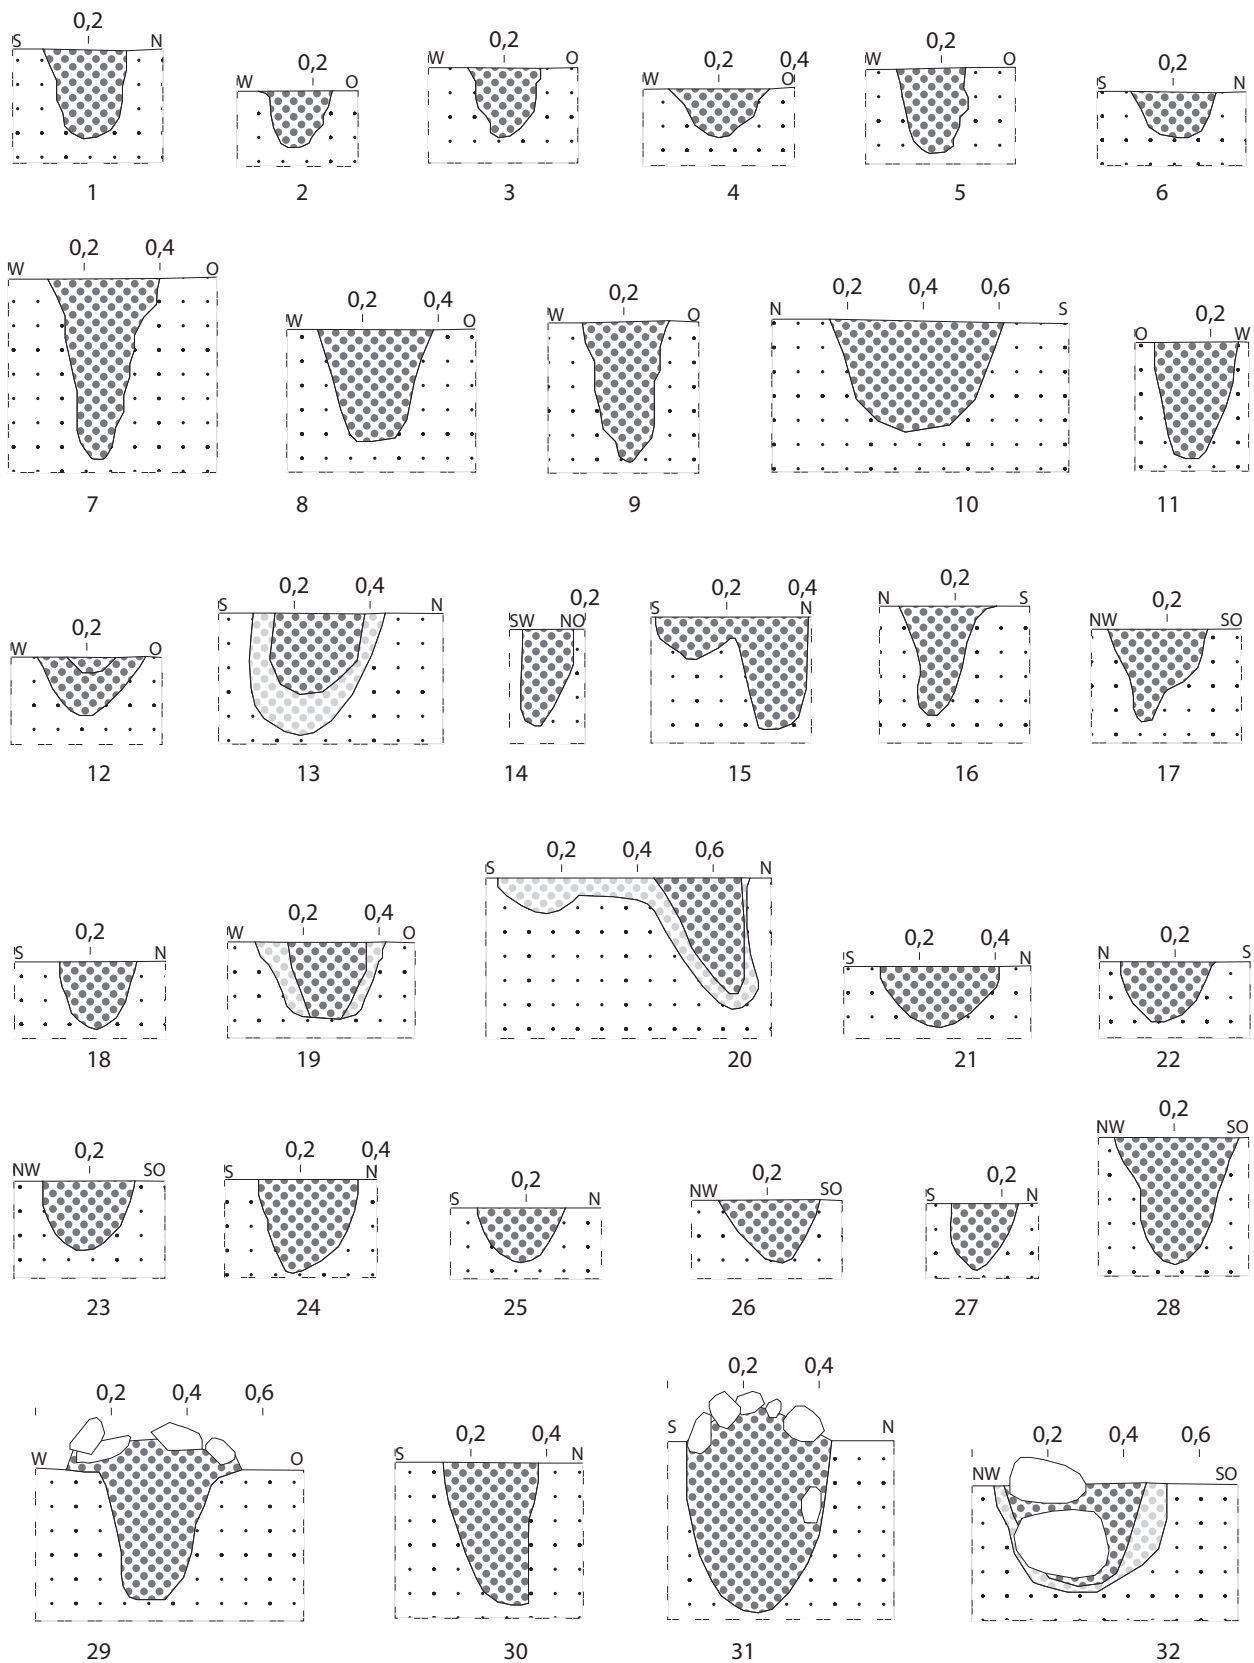 0,2
S N
0,2
W O
0,2
W O
0,2 0,4
W O
0,2
W O
0,2
S N
1 2 3 4 5 6
0,2 0,4
W O
0,2 0,4
W O
0,2
W O
0,2 0,4 0,6
N S
0,2
O W
7 8 9 10 11
0,2
W O
0,2 0,4
S N
0,2
SW NO
0,2 0,4
S N
0,2
N S
0,2
NW SO
12 13 14 15 16 17
0,2
S N
0,2 0,4
W O
0,2 0,4 0,6
S N
0,2 0,4
S N
0,2
N S
18 19 20 21 22
0,2
NW SO
0,2 0,4
S N
0,2
S N
0,2
NW SO
0,2
S N
0,2
NW SO
23 24 25 26 27 28
0,2 0,4 0,6
W O
0,2 0,4
S N
0,2 0,4
S N
0,2 0,4 0,6
NW SO
29 30 31 32